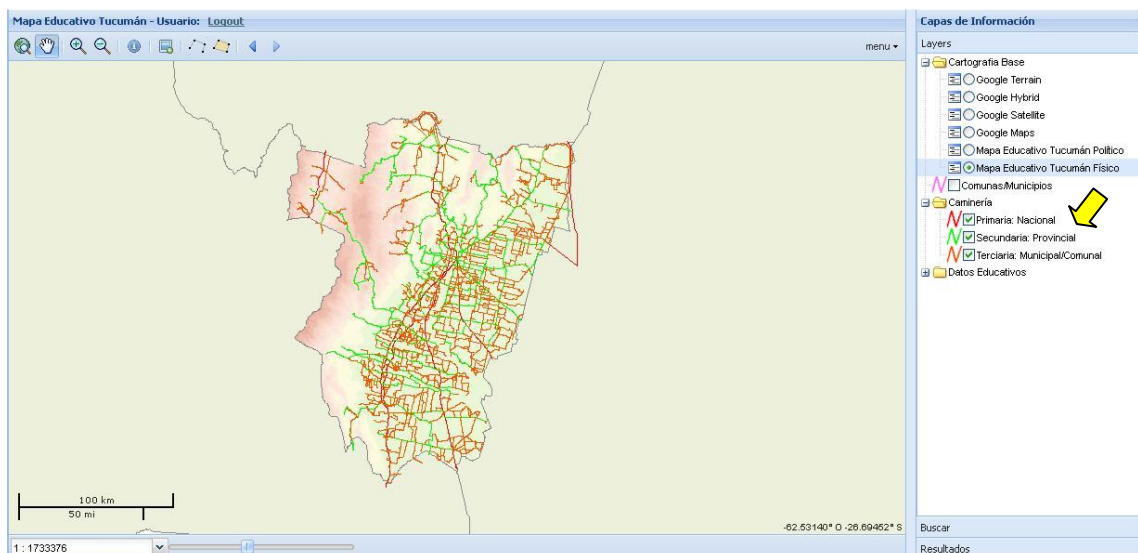 Mapa Educativo Tucumán - Usuario: Logout
menu
Capas de Información
Layers
Cartografia Base
Google Terrain
Google Hybrid
Google Satellite
Google Maps
Mapa Educativo Tucumán Político
Mapa Educativo Tucumán Físico
Comunas/Municipios
Caminería
Primaria: Nacional
Secundaria: Provincial
Terciaria: Municipal/Comunal
Datos Educativos
100 km
50 mi
-62.53140° O -26.69452° S
1 : 1733376
Buscar
Resultados